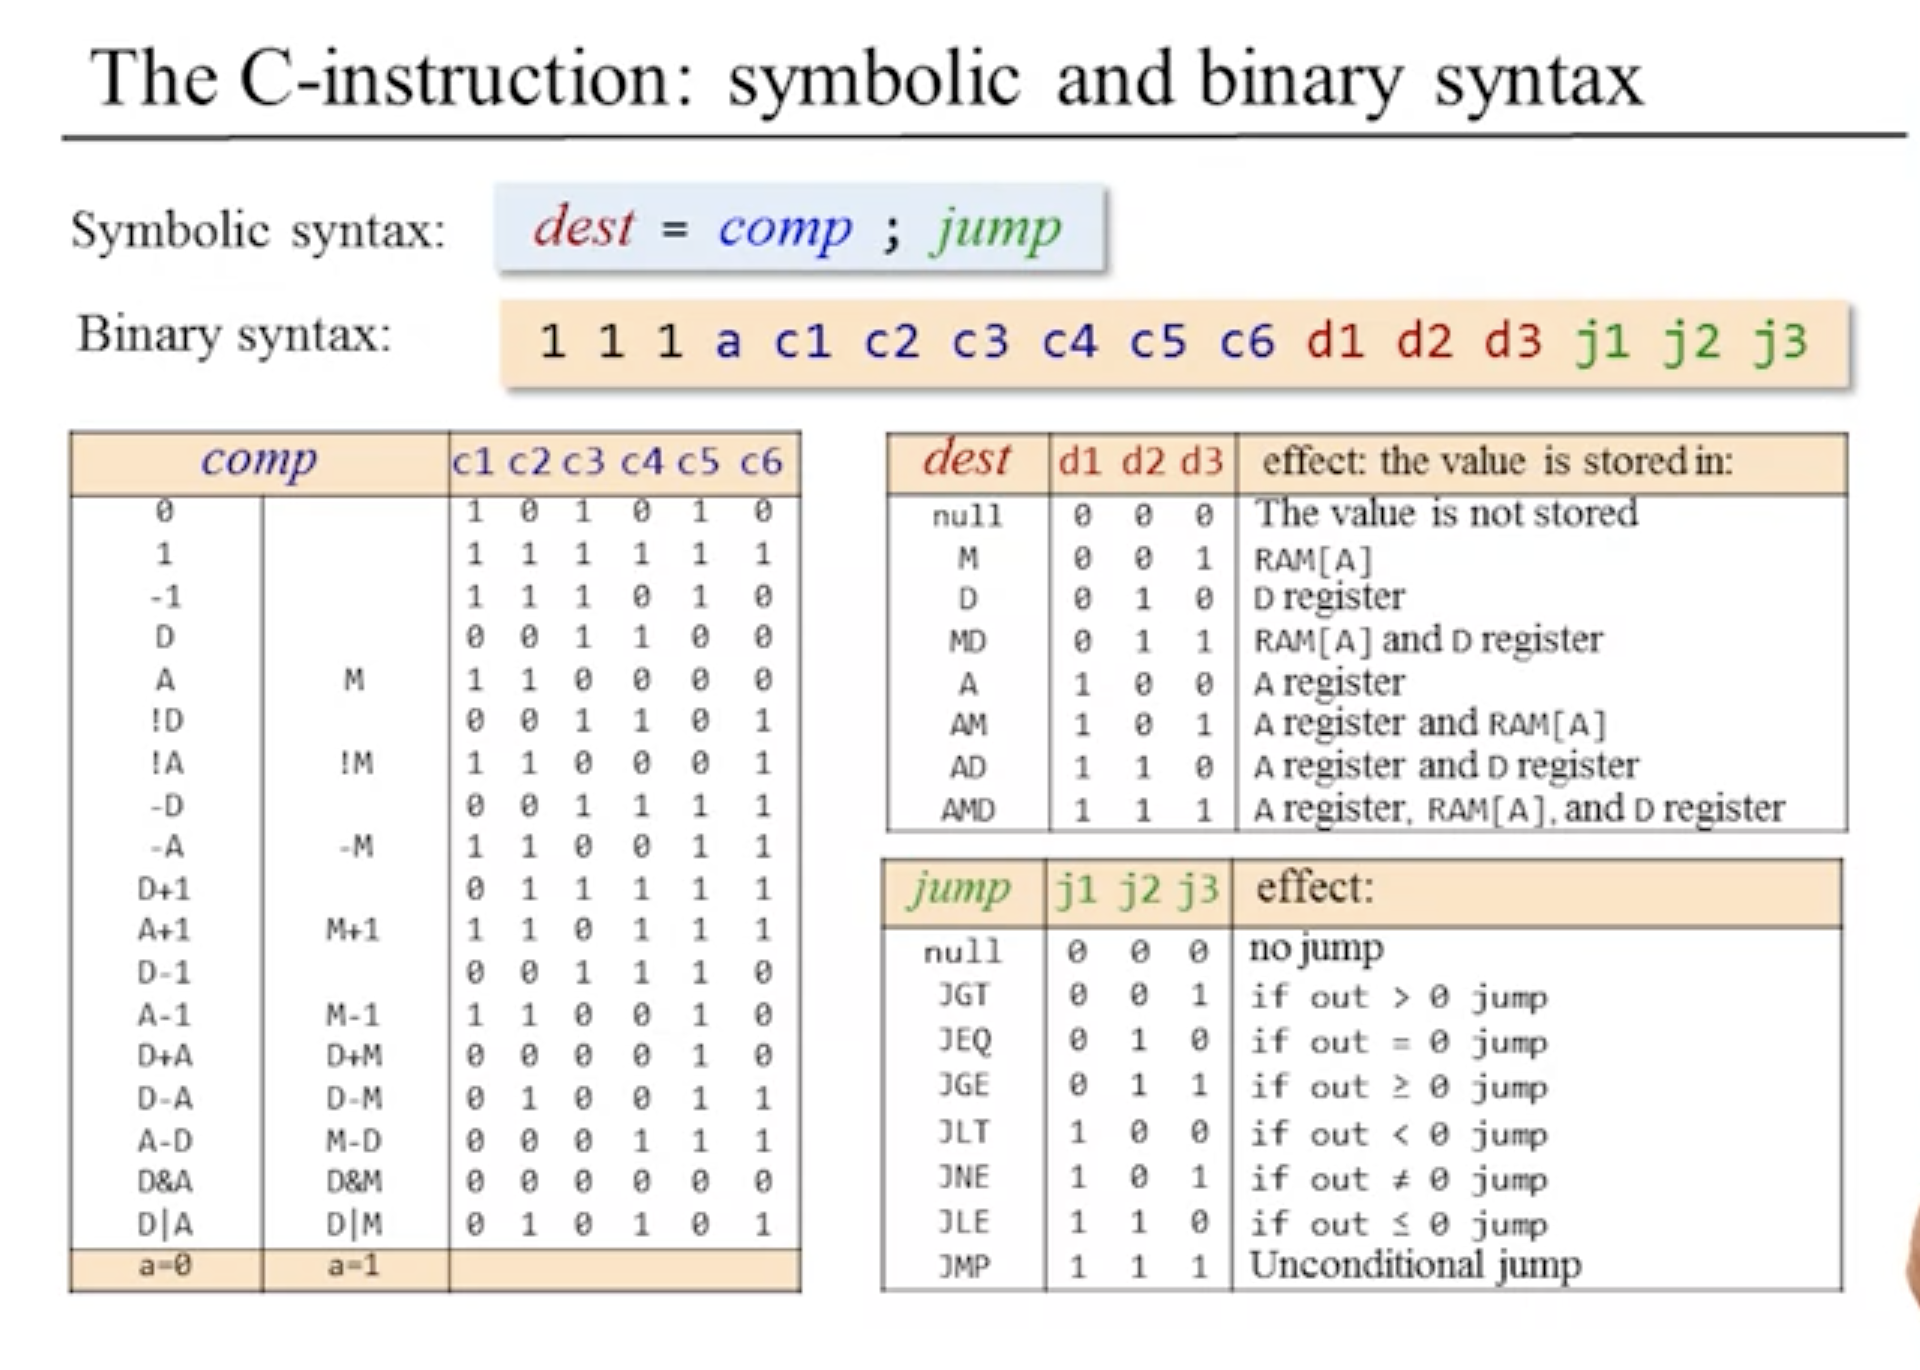 The C-instruction: symbolic and binary syntax
Symbolic syntax: dest = comp ; jump
Binary syntax: 1 1 1 a c1 c2 c3 c4 c5 c6 d1 d2 d3 j1 j2 j3
comp c1 c2 c3 c4 c5 c6
0 1 0 1 0 1 0
1 1 1 1 1 1 1
-1 1 1 1 0 1 0
D 0 0 1 1 0 0
A M 1 1 0 0 0 0
!D 0 0 1 1 0 1
!A !M 1 1 0 0 0 1
-D 0 0 1 1 1 1
-A -M 1 1 0 0 1 1
D+1 0 1 1 1 1 1
A+1 M+1 1 1 0 1 1 1
D-1 0 0 1 1 1 0
A-1 M-1 1 1 0 0 1 0
D+A D+M 0 0 0 0 1 0
D-A D-M 0 1 0 0 1 1
A-D M-D 0 0 0 1 1 1
D&A D&M 0 0 0 0 0 0
D|A D|M 0 1 0 1 0 1
a=0 a=1
dest d1 d2 d3 effect: the value is stored in:
null 0 0 0 The value is not stored
M 0 0 1 RAM[A]
D 0 1 0 D register
MD 0 1 1 RAM[A] and D register
A 1 0 0 A register
AM 1 0 1 A register and RAM[A]
AD 1 1 0 A register and D register
AMD 1 1 1 A register, RAM[A], and D register
jump j1 j2 j3 effect:
null 0 0 0 no jump
JGT 0 0 1 if out > 0 jump
JEQ 0 1 0 if out = 0 jump
JGE 0 1 1 if out ≥ 0 jump
JLT 1 0 0 if out < 0 jump
JNE 1 0 1 if out ≠ 0 jump
JLE 1 1 0 if out ≤ 0 jump
JMP 1 1 1 Unconditional jump